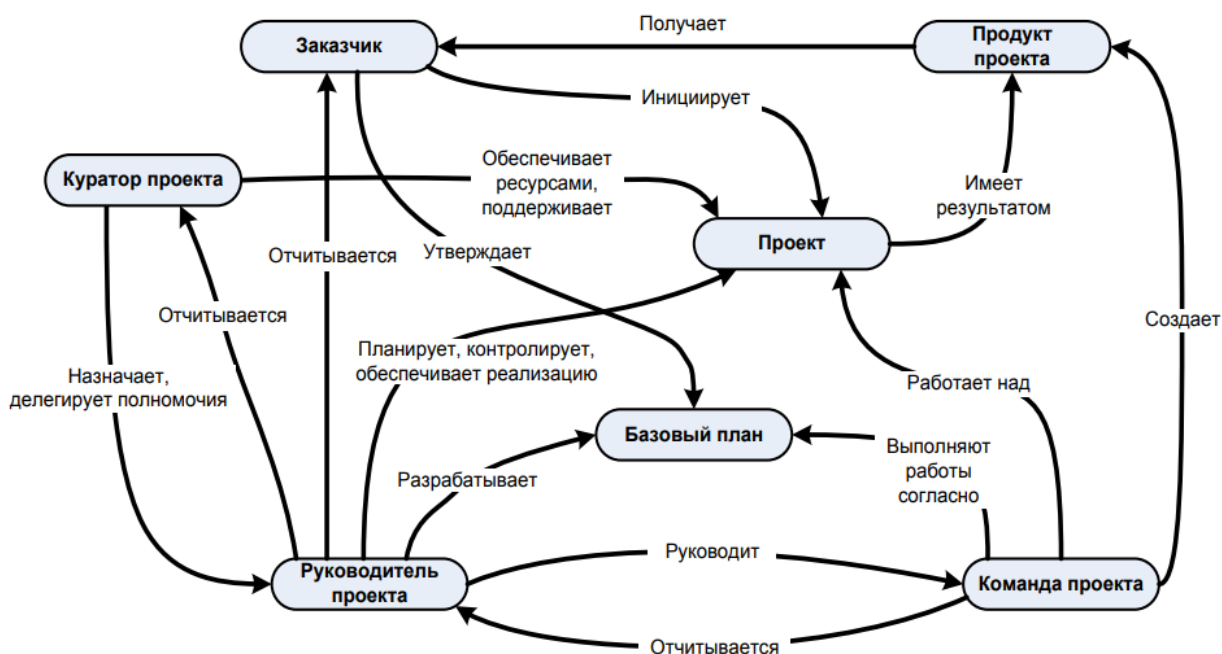 Получает
Заказчик
Продукт
проекта
Инициирует
Обеспечивает
ресурсами,
поддерживает
Куратор проекта
Имеет
результатом
Проект
Отчитывается
Утверждает
Отчитывается
Создает
Планирует, контролирует,
обеспечивает реализацию
Назначает,
делегирует полномочия
Работает над
Базовый план
Выполняют
работы
согласно
Разрабатывает
Руководит
Руководитель
проекта
Команда проекта
Отчитывается